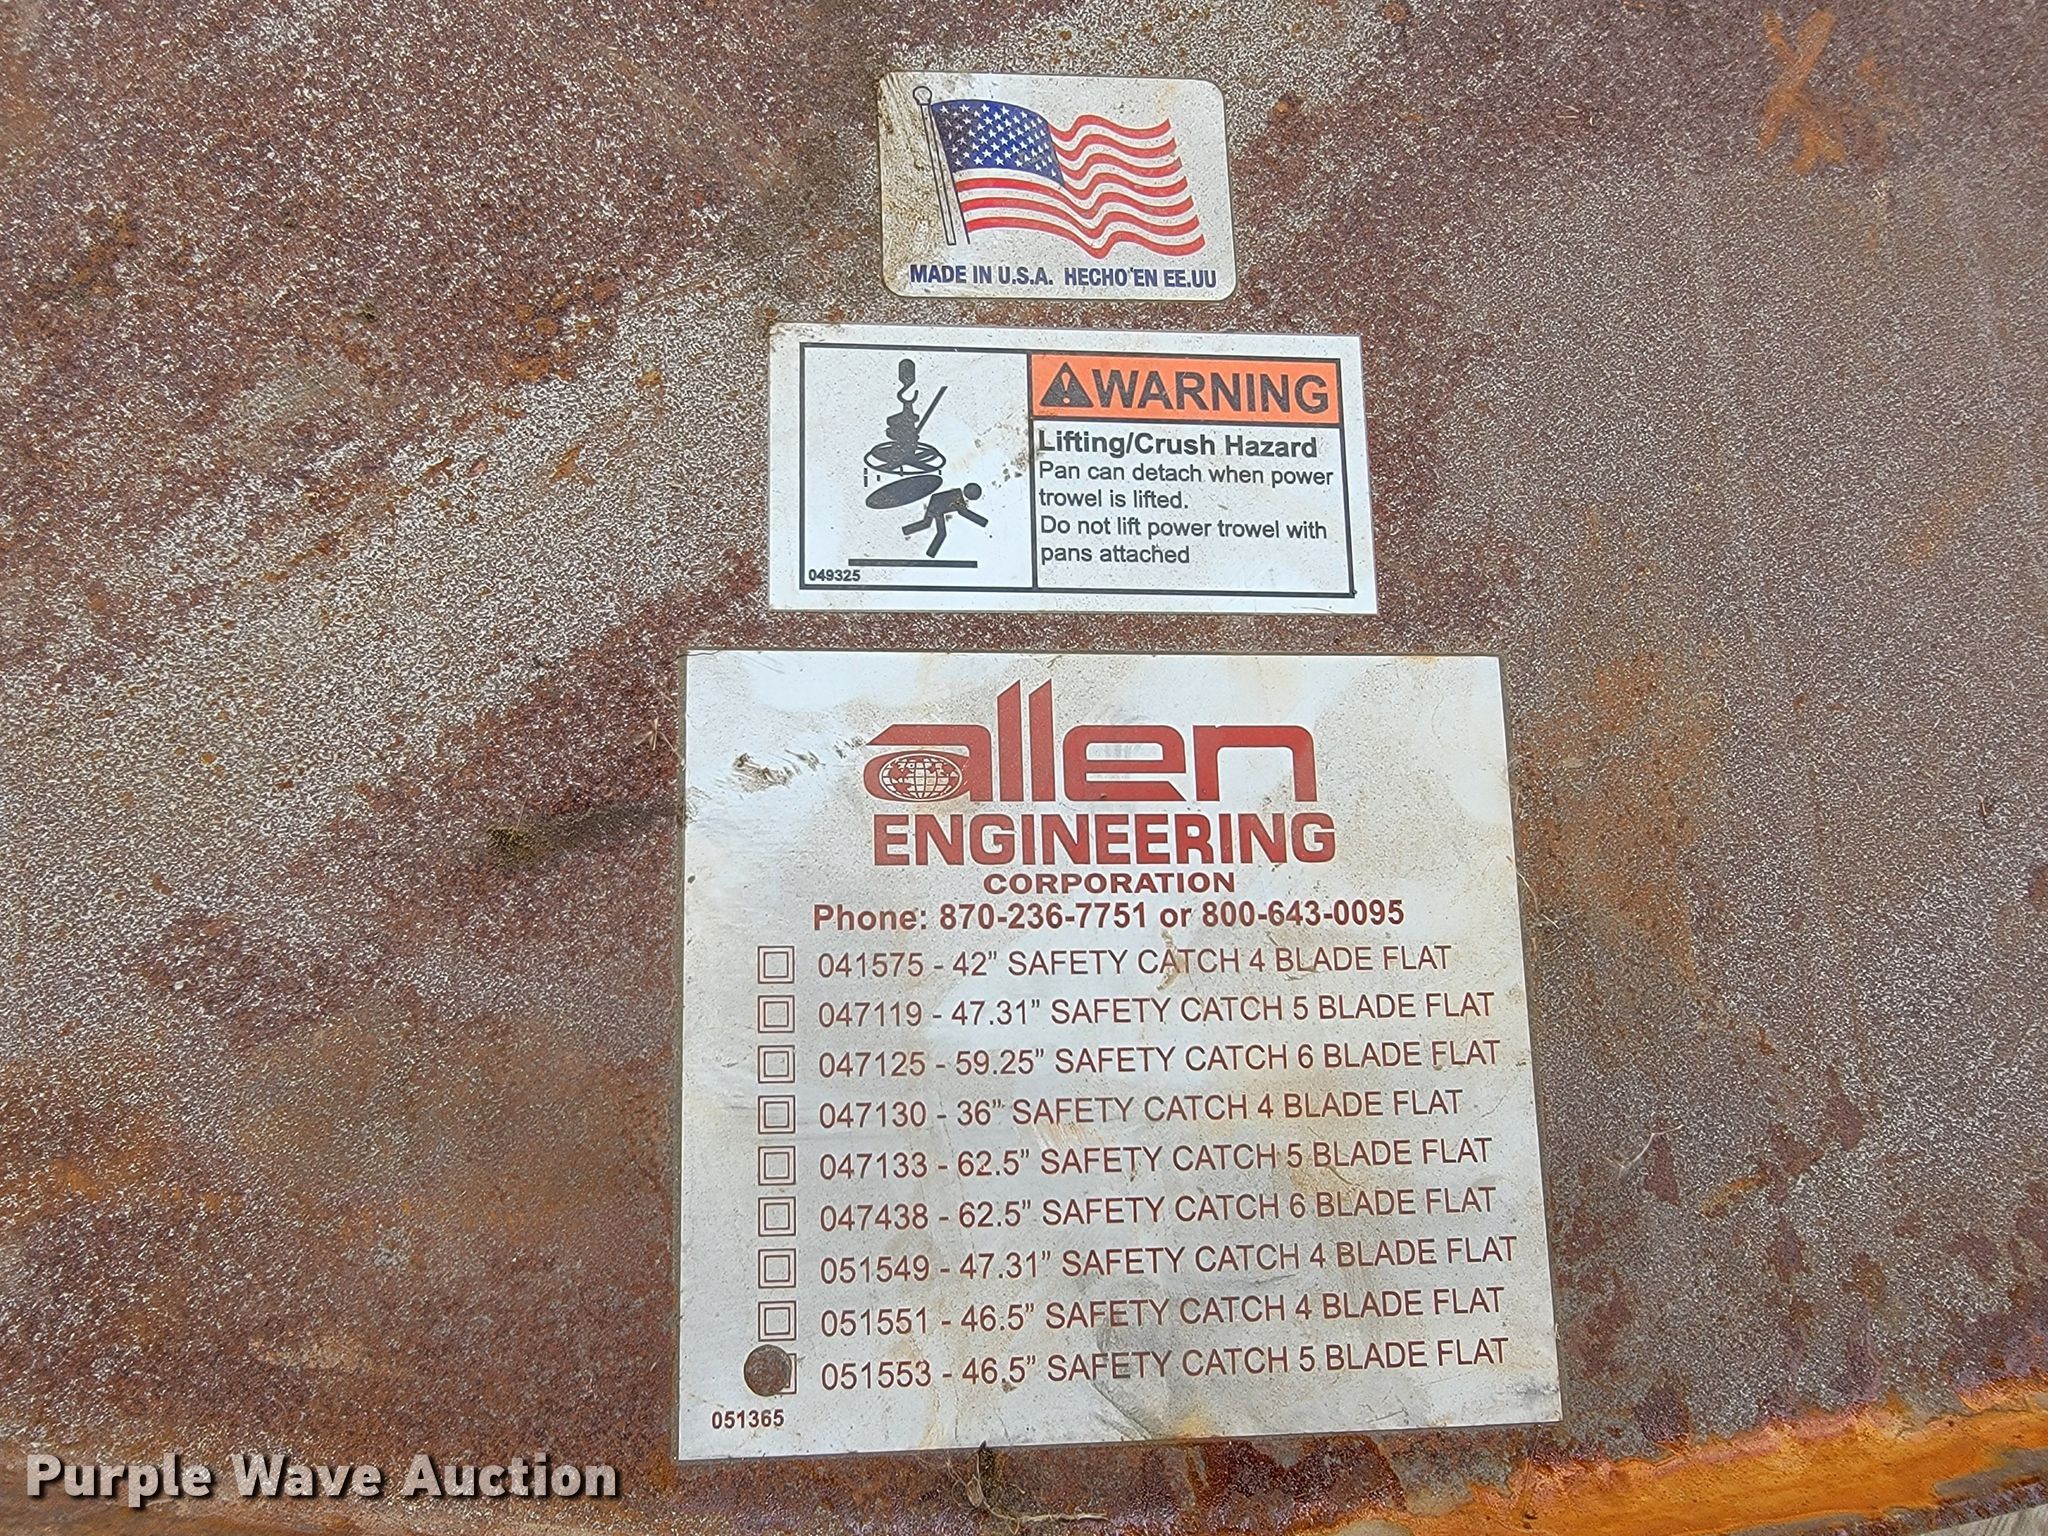 MADE IN U.S.A. HECHO EN EE.UU
WARNING
Lifting/Crush Hazard
Pan can detach when power
trowel is lifted.
Do not lift power trowel with
pans attached
049325
allen
ENGINEERING
CORPORATION
Phone: 870-236-7751 or 800-643-0095
041575 - 42” SAFETY CATCH 4 BLADE FLAT
047119 - 47.31” SAFETY CATCH 5 BLADE FLAT
047125 - 59.25” SAFETY CATCH 6 BLADE FLAT
047130 - 36” SAFETY CATCH 4 BLADE FLAT
047133 - 62.5” SAFETY CATCH 5 BLADE FLAT
047438 - 62.5” SAFETY CATCH 6 BLADE FLAT
051549 - 47.31” SAFETY CATCH 4 BLADE FLAT
051551 - 46.5” SAFETY CATCH 4 BLADE FLAT
051553 - 46.5” SAFETY CATCH 5 BLADE FLAT
051365
Purple Wave Auction